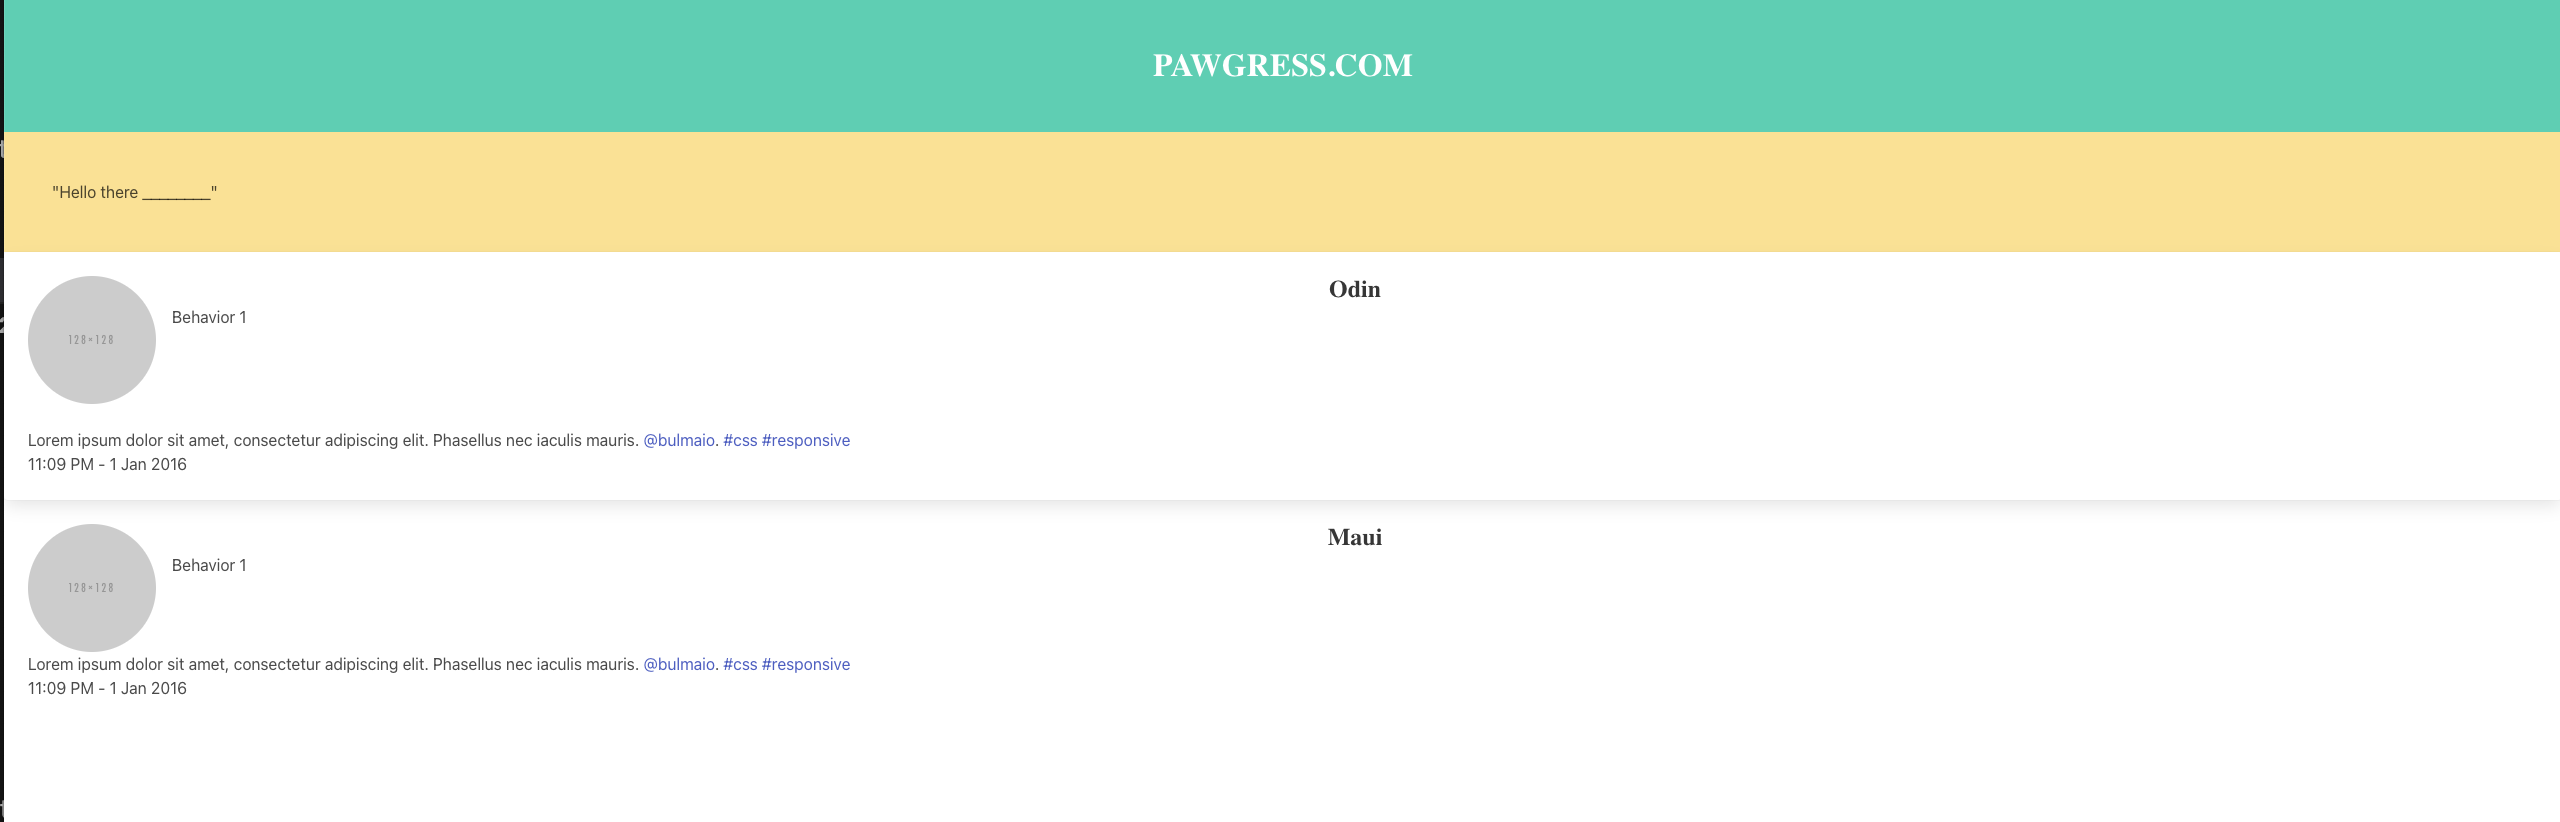 PAWGRESS.COM
"Hello there ________"
Odin
Behavior 1
128×128
Lorem ipsum dolor sit amet, consectetur adipiscing elit. Phasellus nec iaculis mauris. @bulmaio. #css #responsive
11:09 PM - 1 Jan 2016
Maui
Behavior 1
128×128
Lorem ipsum dolor sit amet, consectetur adipiscing elit. Phasellus nec iaculis mauris. @bulmaio. #css #responsive
11:09 PM - 1 Jan 2016